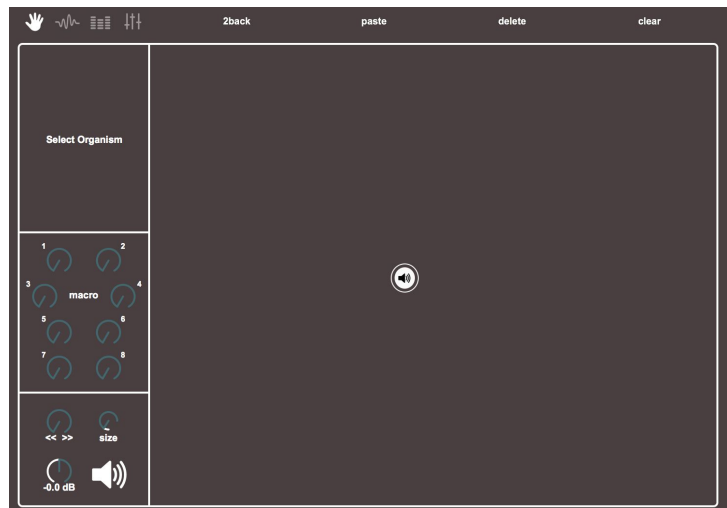 2back paste delete clear
Select Organism
1 2
3 macro 4
5 6
7 8
<< >> size
-0.0 dB